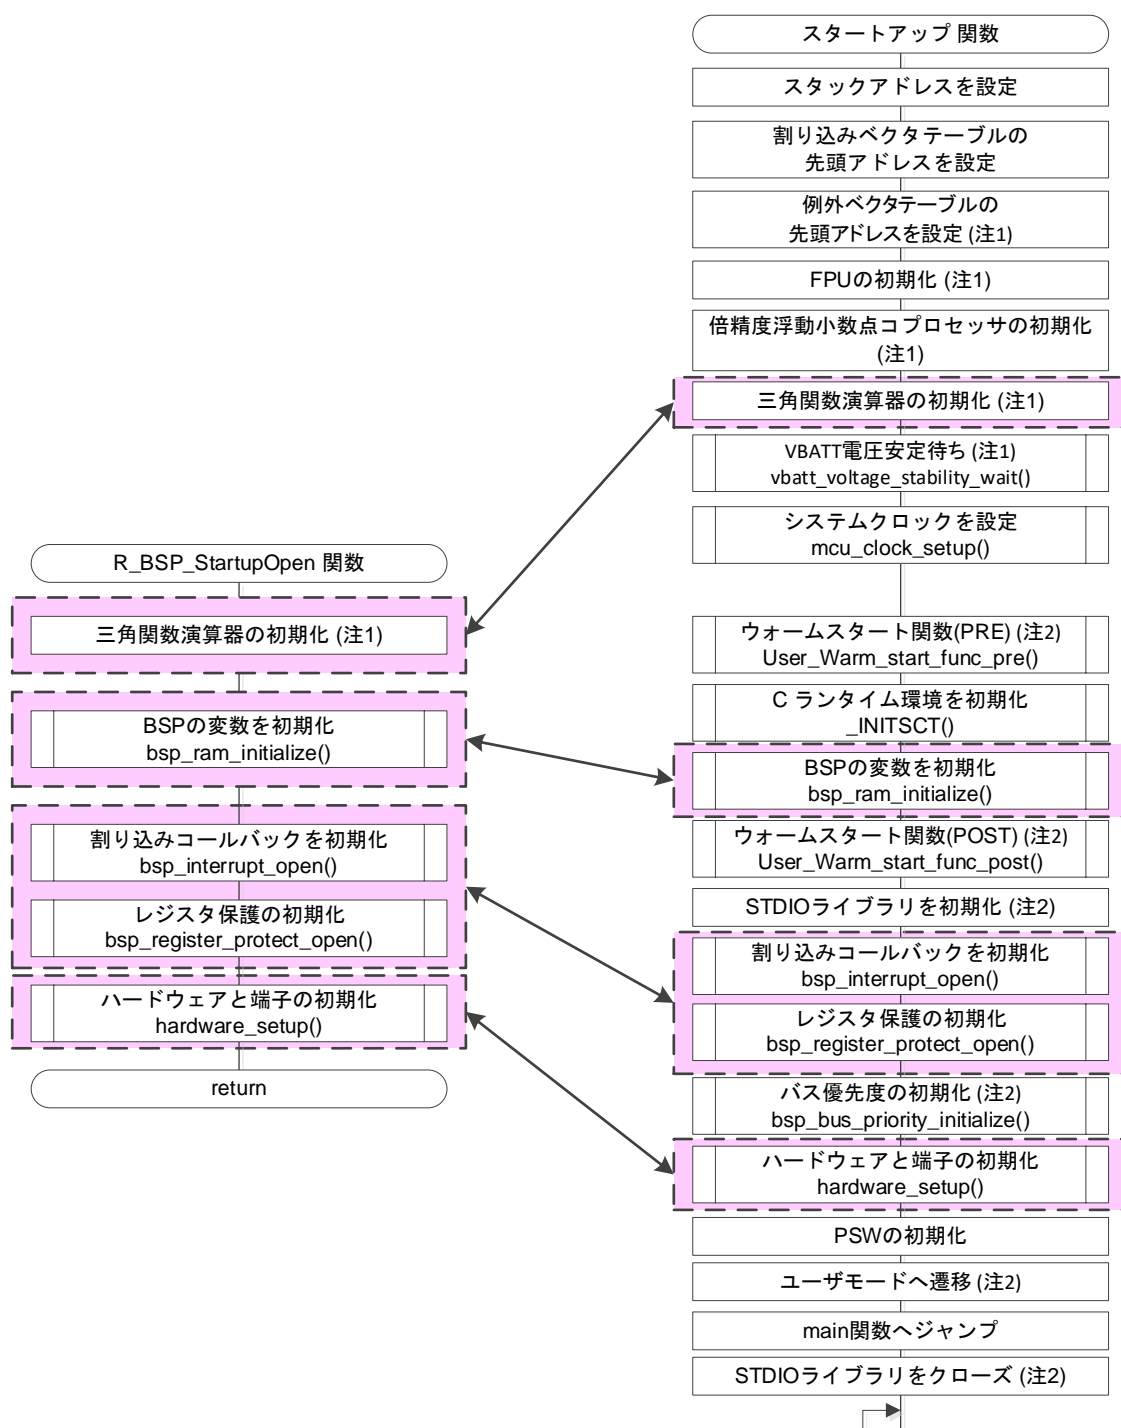 スタートアップ 関数
スタックアドレスを設定
割り込みベクタテーブルの
先頭アドレスを設定
例外ベクタテーブルの
先頭アドレスを設定 (注1)
FPUの初期化 (注1)
倍精度浮動小数点コプロセッサの初期化
(注1)
三角関数演算器の初期化 (注1)
VBATT電圧安定待ち (注1)
vbatt_voltage_stability_wait()
システムクロックを設定
mcu_clock_setup()
ウォームスタート関数(PRE) (注2)
User_Warm_start_func_pre()
C ランタイム環境を初期化
_INITSCT()
BSPの変数を初期化
bsp_ram_initialize()
ウォームスタート関数(POST) (注2)
User_Warm_start_func_post()
STDIOライブラリを初期化 (注2)
割り込みコールバックを初期化
bsp_interrupt_open()
レジスタ保護の初期化
bsp_register_protect_open()
バス優先度の初期化 (注2)
bsp_bus_priority_initialize()
ハードウェアと端子の初期化
hardware_setup()
PSWの初期化
ユーザモードへ遷移 (注2)
main関数へジャンプ
STDIOライブラリをクローズ (注2)
R_BSP_StartupOpen 関数
三角関数演算器の初期化 (注1)
BSPの変数を初期化
bsp_ram_initialize()
割り込みコールバックを初期化
bsp_interrupt_open()
レジスタ保護の初期化
bsp_register_protect_open()
ハードウェアと端子の初期化
hardware_setup()
return